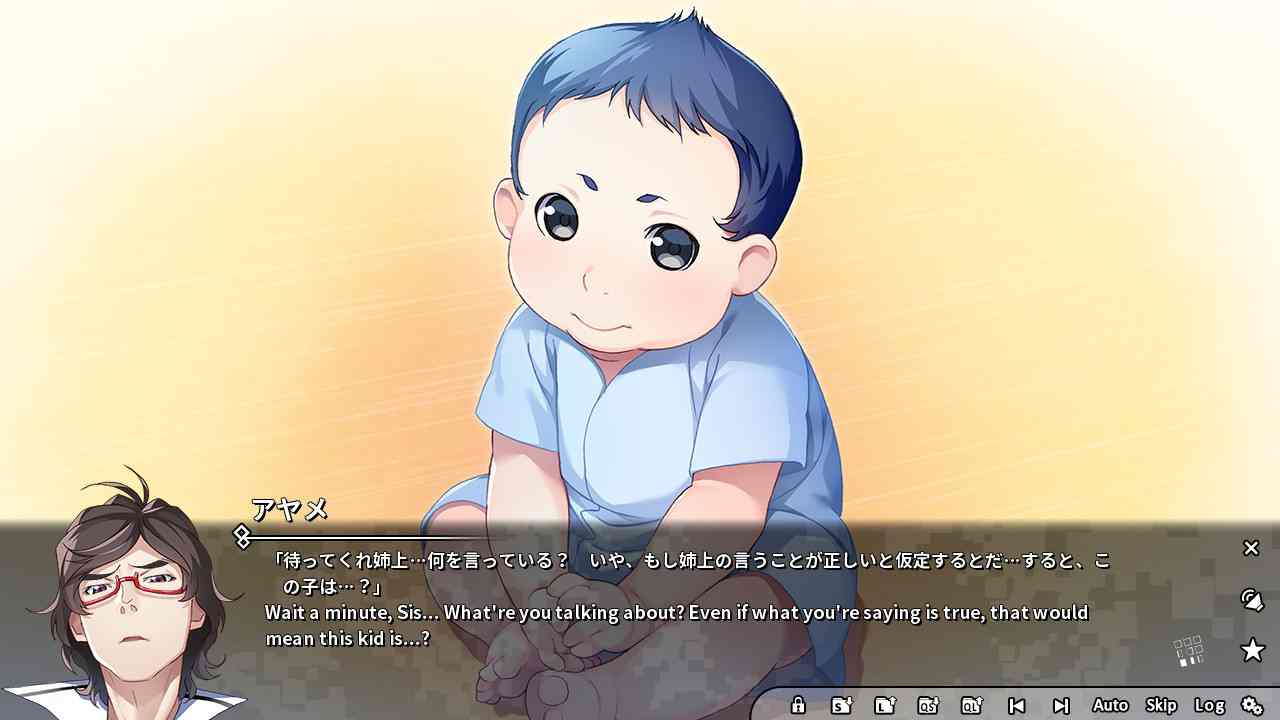 アヤメ
「待ってくれ姉上…何を言っている？　いや、もし姉上の言うことが正しいと仮定するとだ…すると、こ
の子は…？」
Wait a minute, Sis... What're you talking about? Even if what you're saying is true, that would
mean this kid is...?
S L QS QL Auto Skip Log